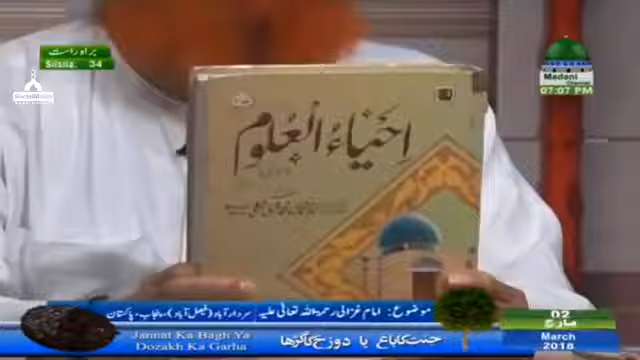 براہ راست
Silsila: 34
Madani
Channel
07:07 PM
احیاء العلوم
موضوع: امام غزالی رحمۃ اللہ تعالیٰ علیہ سردارآباد (فیصل آباد) پنجاب، پاکستان
Jannat Ka Bagh Ya
Dozakh Ka Garha
جنت کا باغ یا دوزخ کا گڑھا
02
مارچ
March
2018